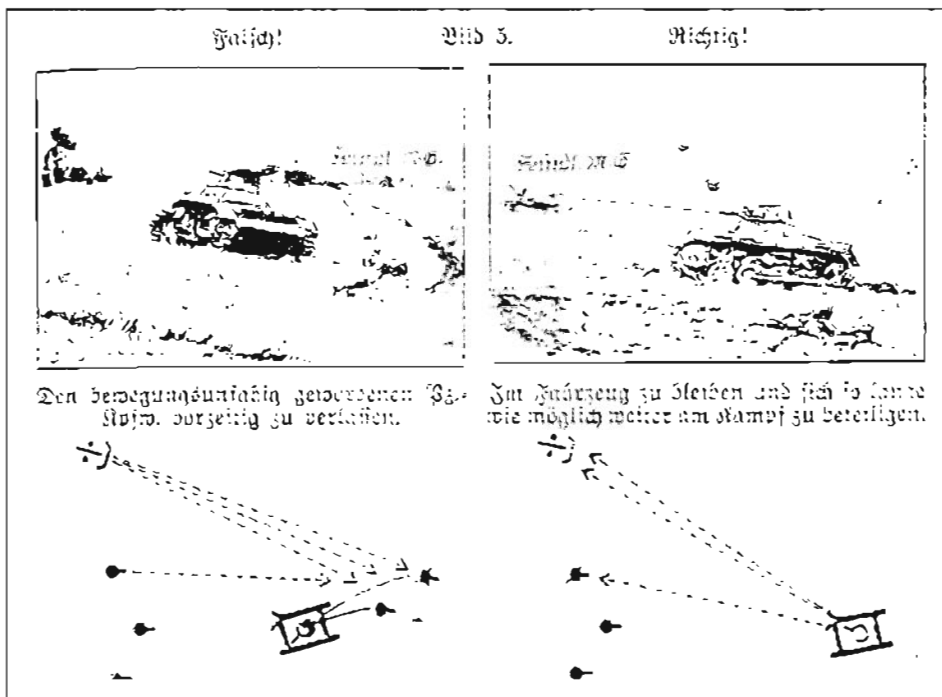 Falsch!
Bild 3.
Richtig!
Feindl. M.G.
Feindl. M.G.
Den bewegungsunfähig gewordenen Pz.-
Kpfw. vorzeitig zu verlassen.
Im Fahrzeug zu bleiben und sich so lange
wie möglich weiter am Kampf zu beteiligen.